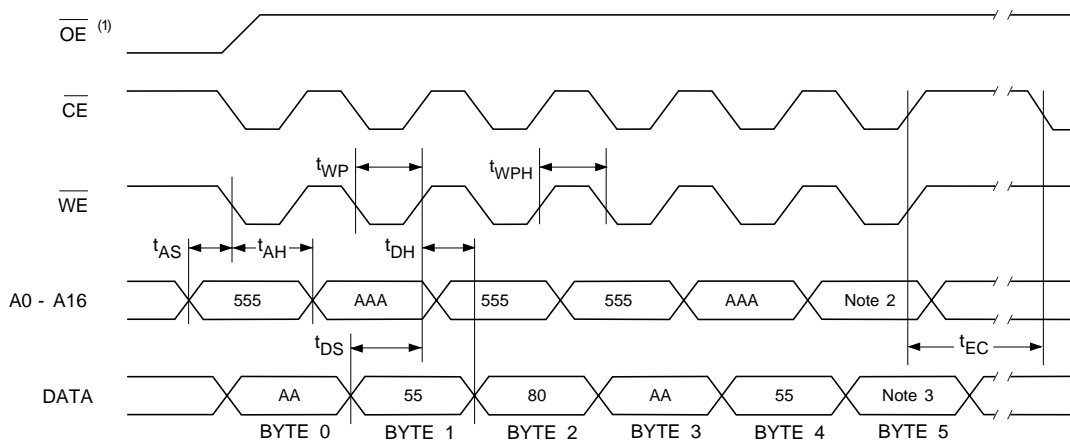 OE (1)
CE
tWP tWPH
WE
tAS tAH tDH
A0 - A16 555 AAA 555 555 AAA Note 2
tDS tEC
DATA AA 55 80 AA 55 Note 3
BYTE 0 BYTE 1 BYTE 2 BYTE 3 BYTE 4 BYTE 5